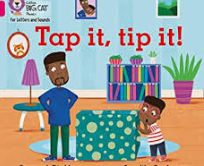 Collins
BIG CAT
Phonics
for Letters and Sounds
Tap it, tip it!